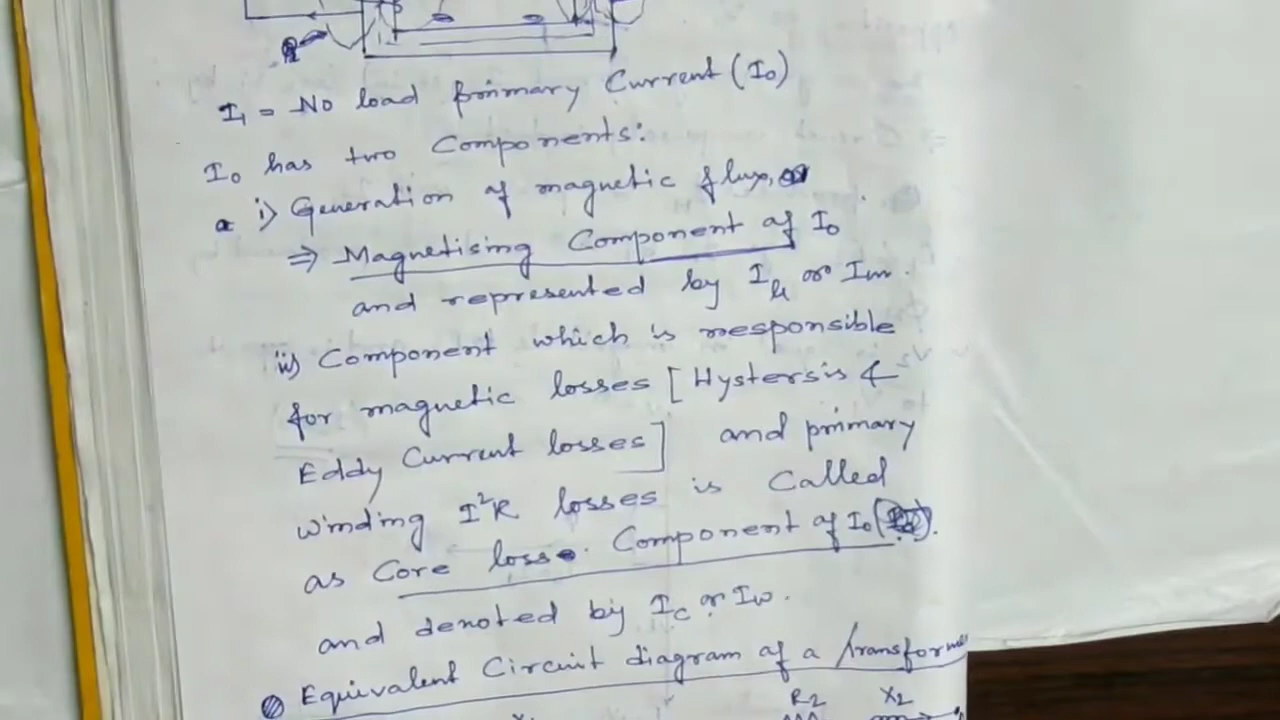 I₁ = No load primary Current (I₀)
I₀ has two Components:
i) Generation of magnetic flux,
⇒ Magnetising Component of I₀
and represented by Iμ or Im.
ii) Component which is responsible
for magnetic losses [Hystersis &
Eddy Current losses] and primary
winding I²R losses is Called
as Core loss Component of I₀
and denoted by Ic or Iw.
Equivalent Circuit diagram of a transformer
R2 X2